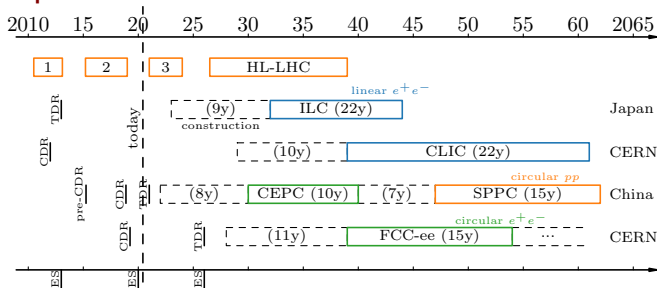 2010 15 20 25 30 35 40 45 50 55 60 2065
1 2 3 HL-LHC
linear e+e−
TDR (9y) ILC (22y) Japan
construction
today
CDR (10y) CLIC (22y) CERN
circular pp
pre-CDR CDR TDR (8y) CEPC (10y) (7y) SPPC (15y) China
circular e+e−
CDR TDR (11y) FCC-ee (15y) ... CERN
ES ES ES